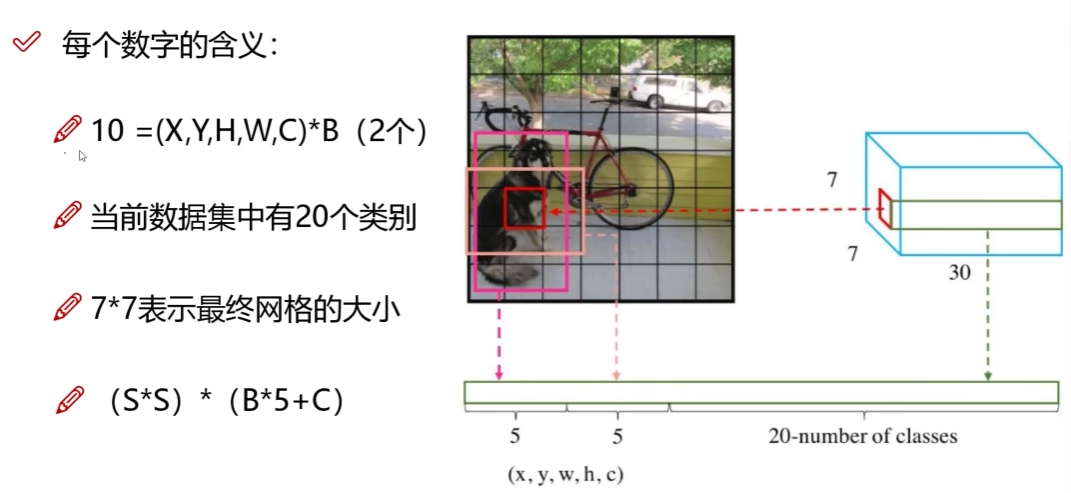 每个数字的含义：
10 =(X,Y,H,W,C)*B（2个）
当前数据集中有20个类别
7*7表示最终网格的大小
（S*S）*（B*5+C）
7
7
30
5
5
20-number of classes
(x, y, w, h, c)